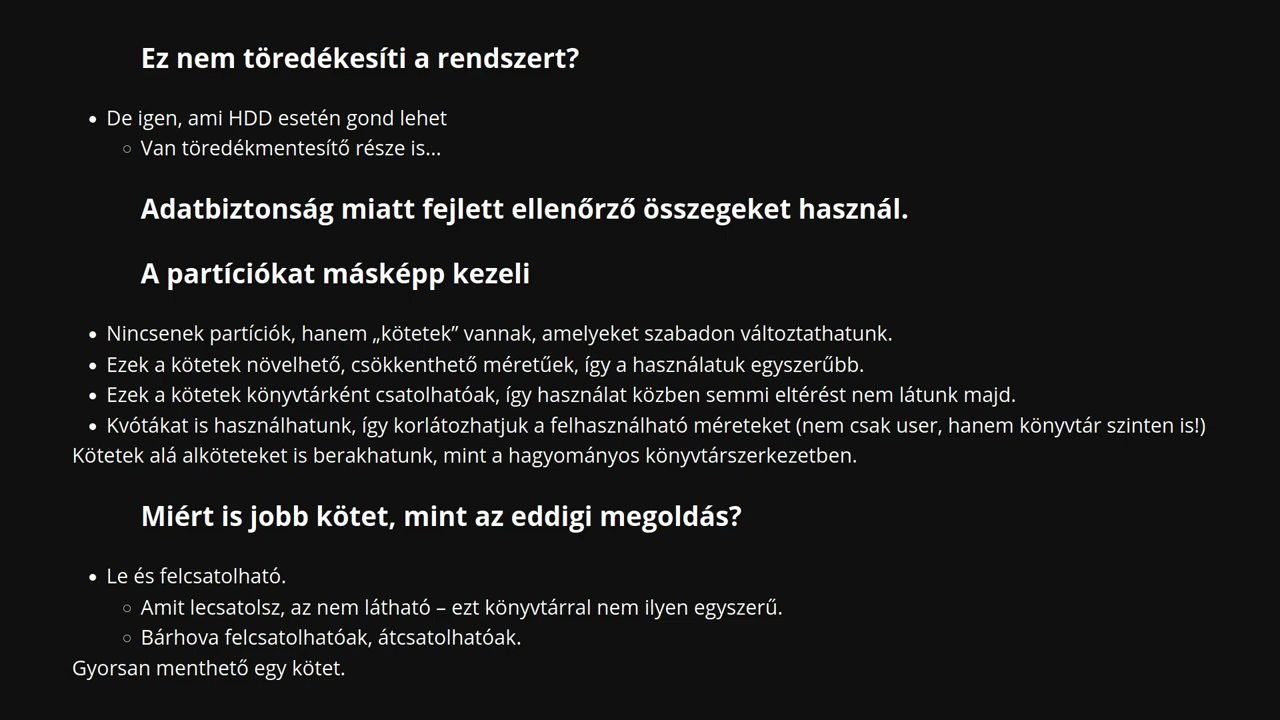 Ez nem töredékesíti a rendszert?
De igen, ami HDD esetén gond lehet
Van töredékmentesítő része is...
Adatbiztonság miatt fejlett ellenőrző összegeket használ.
A partíciókat másképp kezeli
Nincsenek partíciók, hanem „kötetek” vannak, amelyeket szabadon változtathatunk.
Ezek a kötetek növelhető, csökkenthető méretűek, így a használatuk egyszerűbb.
Ezek a kötetek könyvtárként csatolhatóak, így használat közben semmi eltérést nem látunk majd.
Kvótákat is használhatunk, így korlátozhatjuk a felhasználható méreteket (nem csak user, hanem könyvtár szinten is!)
Kötetek alá alköteteket is berakhatunk, mint a hagyományos könyvtárszerkezetben.
Miért is jobb kötet, mint az eddigi megoldás?
Le és felcsatolható.
Amit lecsatolsz, az nem látható – ezt könyvtárral nem ilyen egyszerű.
Bárhova felcsatolhatóak, átcsatolhatóak.
Gyorsan menthető egy kötet.